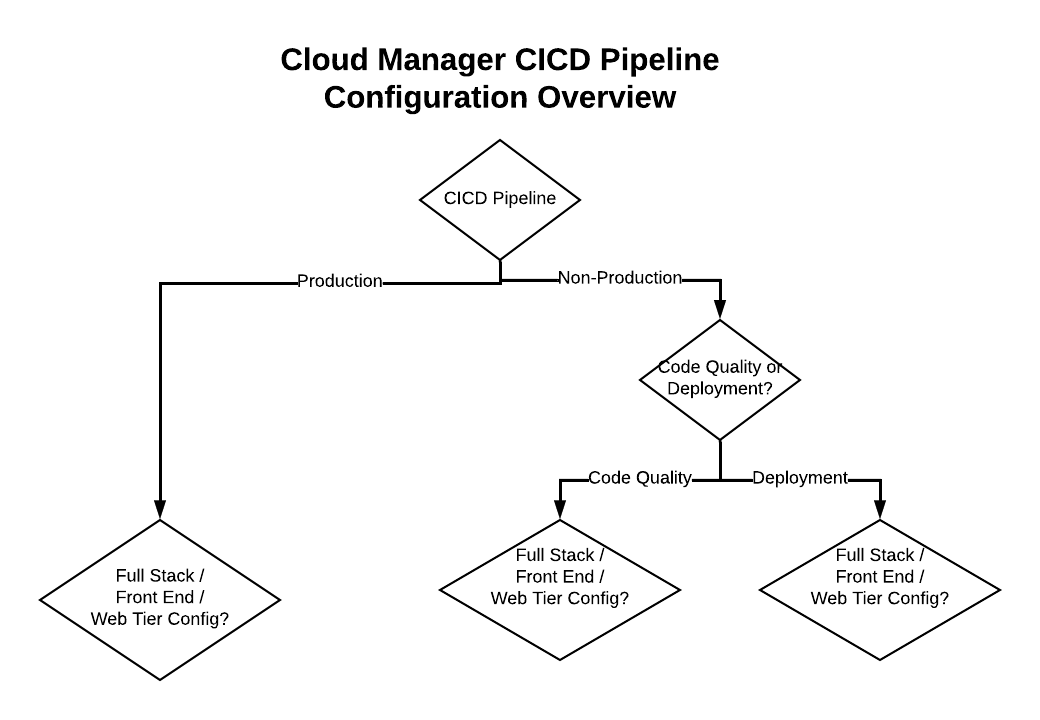 Cloud Manager CICD Pipeline
Configuration Overview
CICD Pipeline
Production
Non-Production
Code Quality or
Deployment?
Code Quality
Deployment
Full Stack /
Front End /
Web Tier Config?
Full Stack /
Front End /
Web Tier Config?
Full Stack /
Front End /
Web Tier Config?